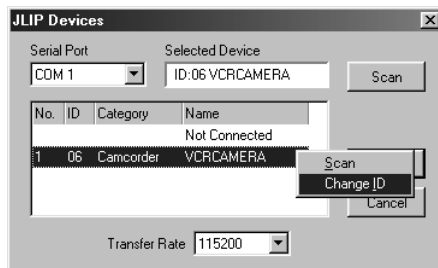 JLIP Devices
Serial Port Selected Device
COM 1 ID:06 VCRCAMERA Scan
No. ID Category Name
Not Connected
1 06 Camcorder VCRCAMERA
Scan
Change ID
Cancel
Transfer Rate 115200